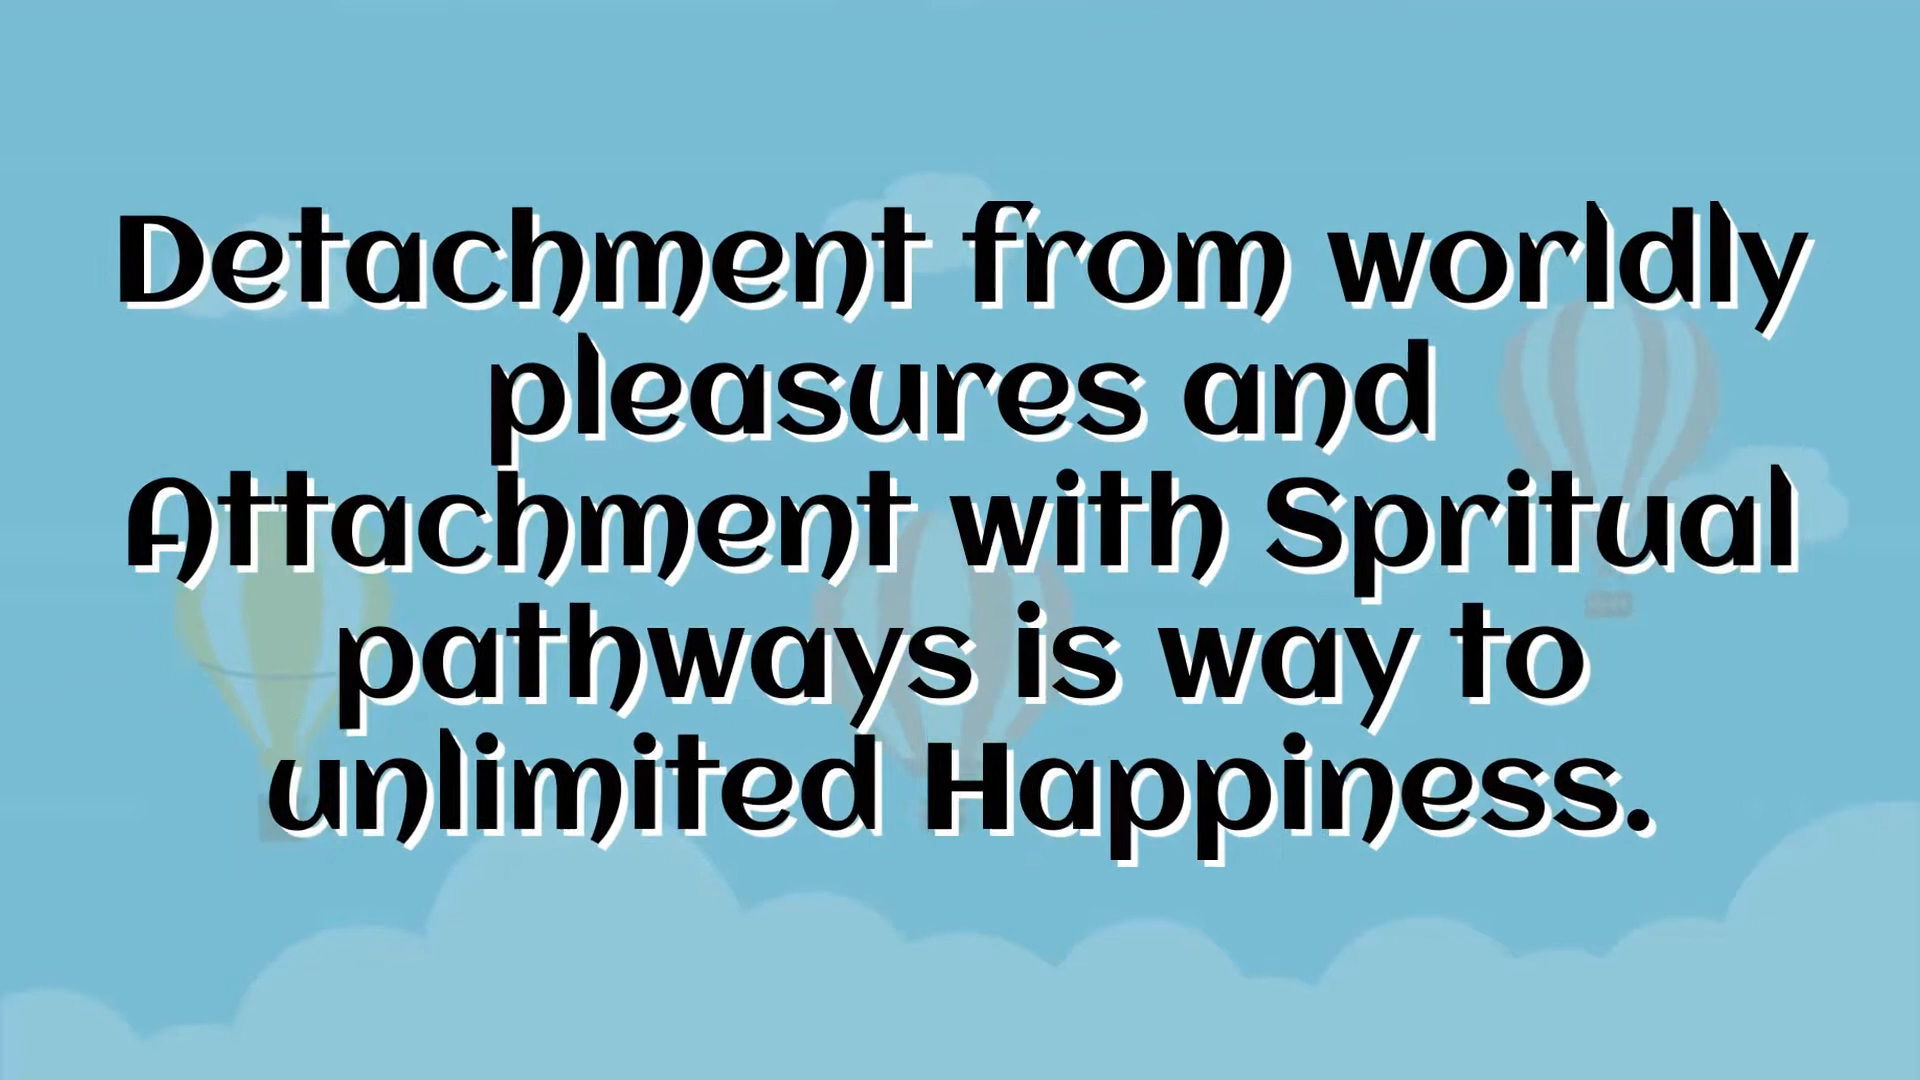 Detachment from worldly
pleasures and
Attachment with Spritual
pathways is way to
unlimited Happiness.